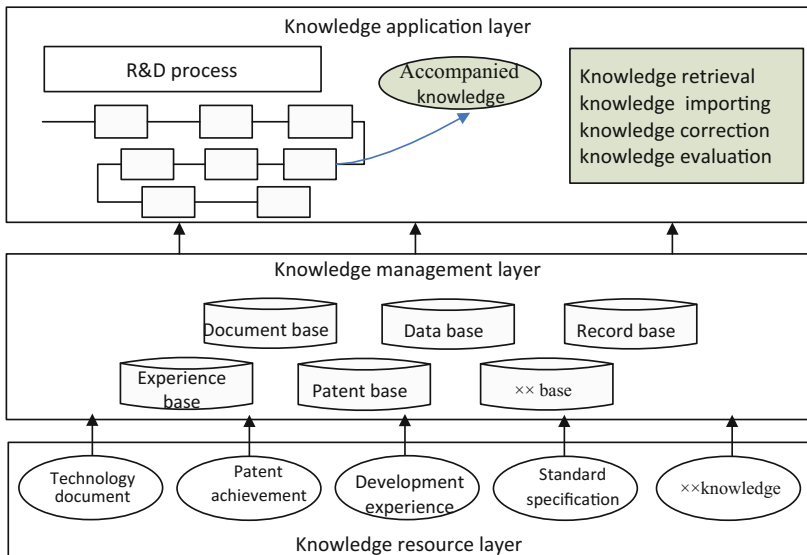 Knowledge application layer
R&D process
Accompanied
knowledge
Knowledge retrieval
knowledge importing
knowledge correction
knowledge evaluation
Knowledge management layer
Document base
Data base
Record base
Experience
base
Patent base
×× base
Technology
document
Patent
achievement
Development
experience
Standard
specification
××knowledge
Knowledge resource layer